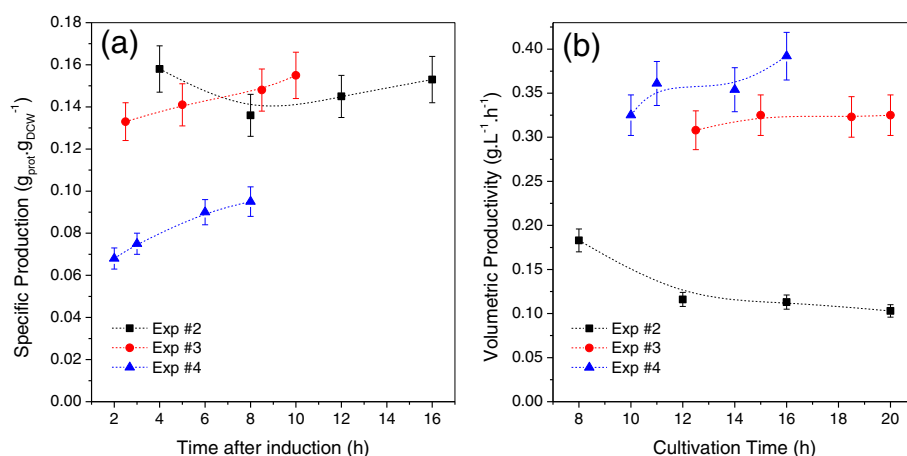 (a)
Specific Production (g_prot.g_DCW^-1)
0.18
0.16
0.14
0.12
0.10
0.08
0.06
0.04
0.02
0.00
Exp #2
Exp #3
Exp #4
2 4 6 8 10 12 14 16
Time after induction (h)
(b)
Volumetric Productivity (g.L^-1.h^-1)
0.40
0.35
0.30
0.25
0.20
0.15
0.10
0.05
0.00
Exp #2
Exp #3
Exp #4
8 10 12 14 16 18 20
Cultivation Time (h)